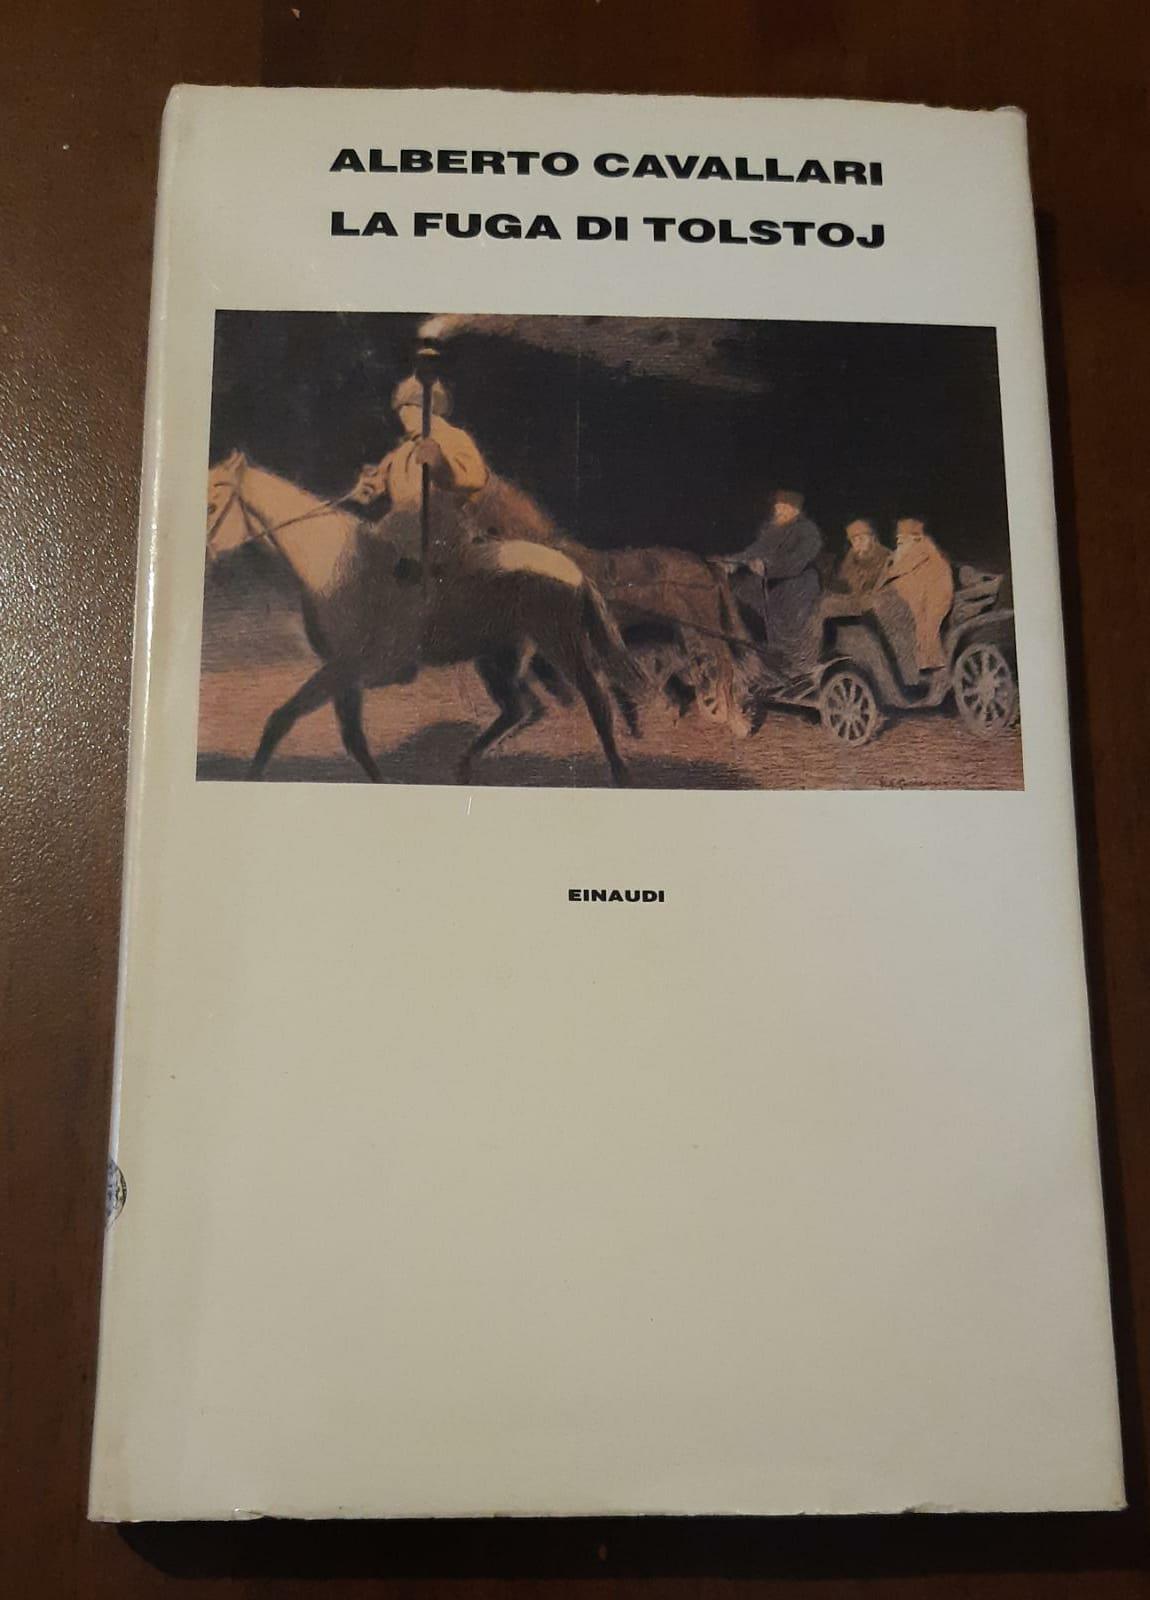 ALBERTO CAVALLARI
LA FUGA DI TOLSTOJ
EINAUDI